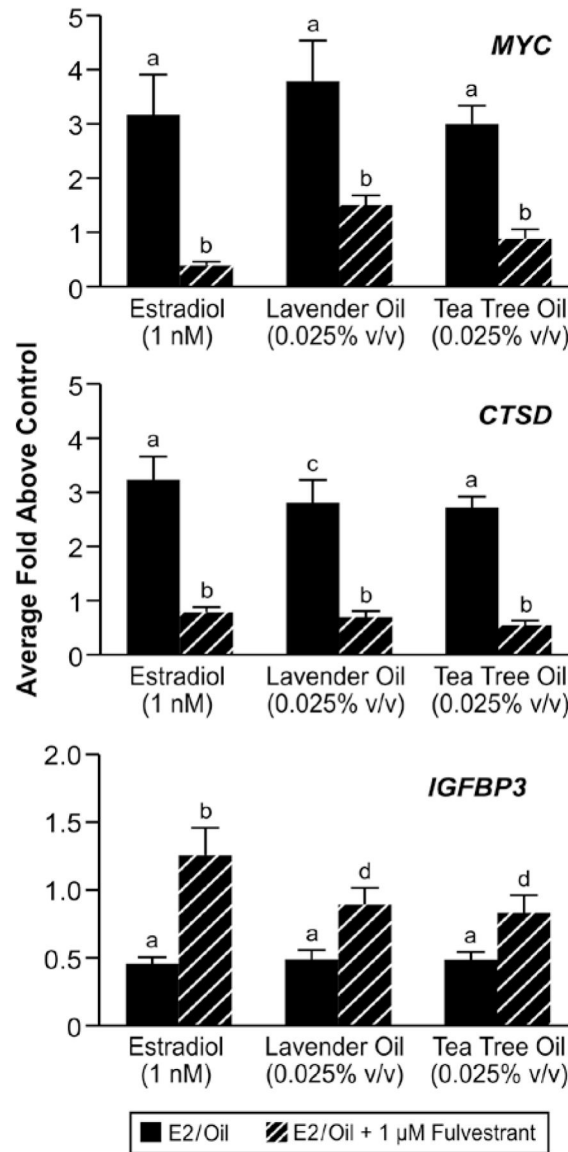 Average Fold Above Control
MYC
5
4
3
2
1
0
a
b
a
b
a
b
Estradiol
(1 nM)
Lavender Oil
(0.025% v/v)
Tea Tree Oil
(0.025% v/v)
CTSD
5
4
3
2
1
0
a
b
c
b
a
b
Estradiol
(1 nM)
Lavender Oil
(0.025% v/v)
Tea Tree Oil
(0.025% v/v)
IGFBP3
2.0
1.5
1.0
0.5
0
a
b
a
d
a
d
Estradiol
(1 nM)
Lavender Oil
(0.025% v/v)
Tea Tree Oil
(0.025% v/v)
E2/Oil
E2/Oil + 1 µM Fulvestrant